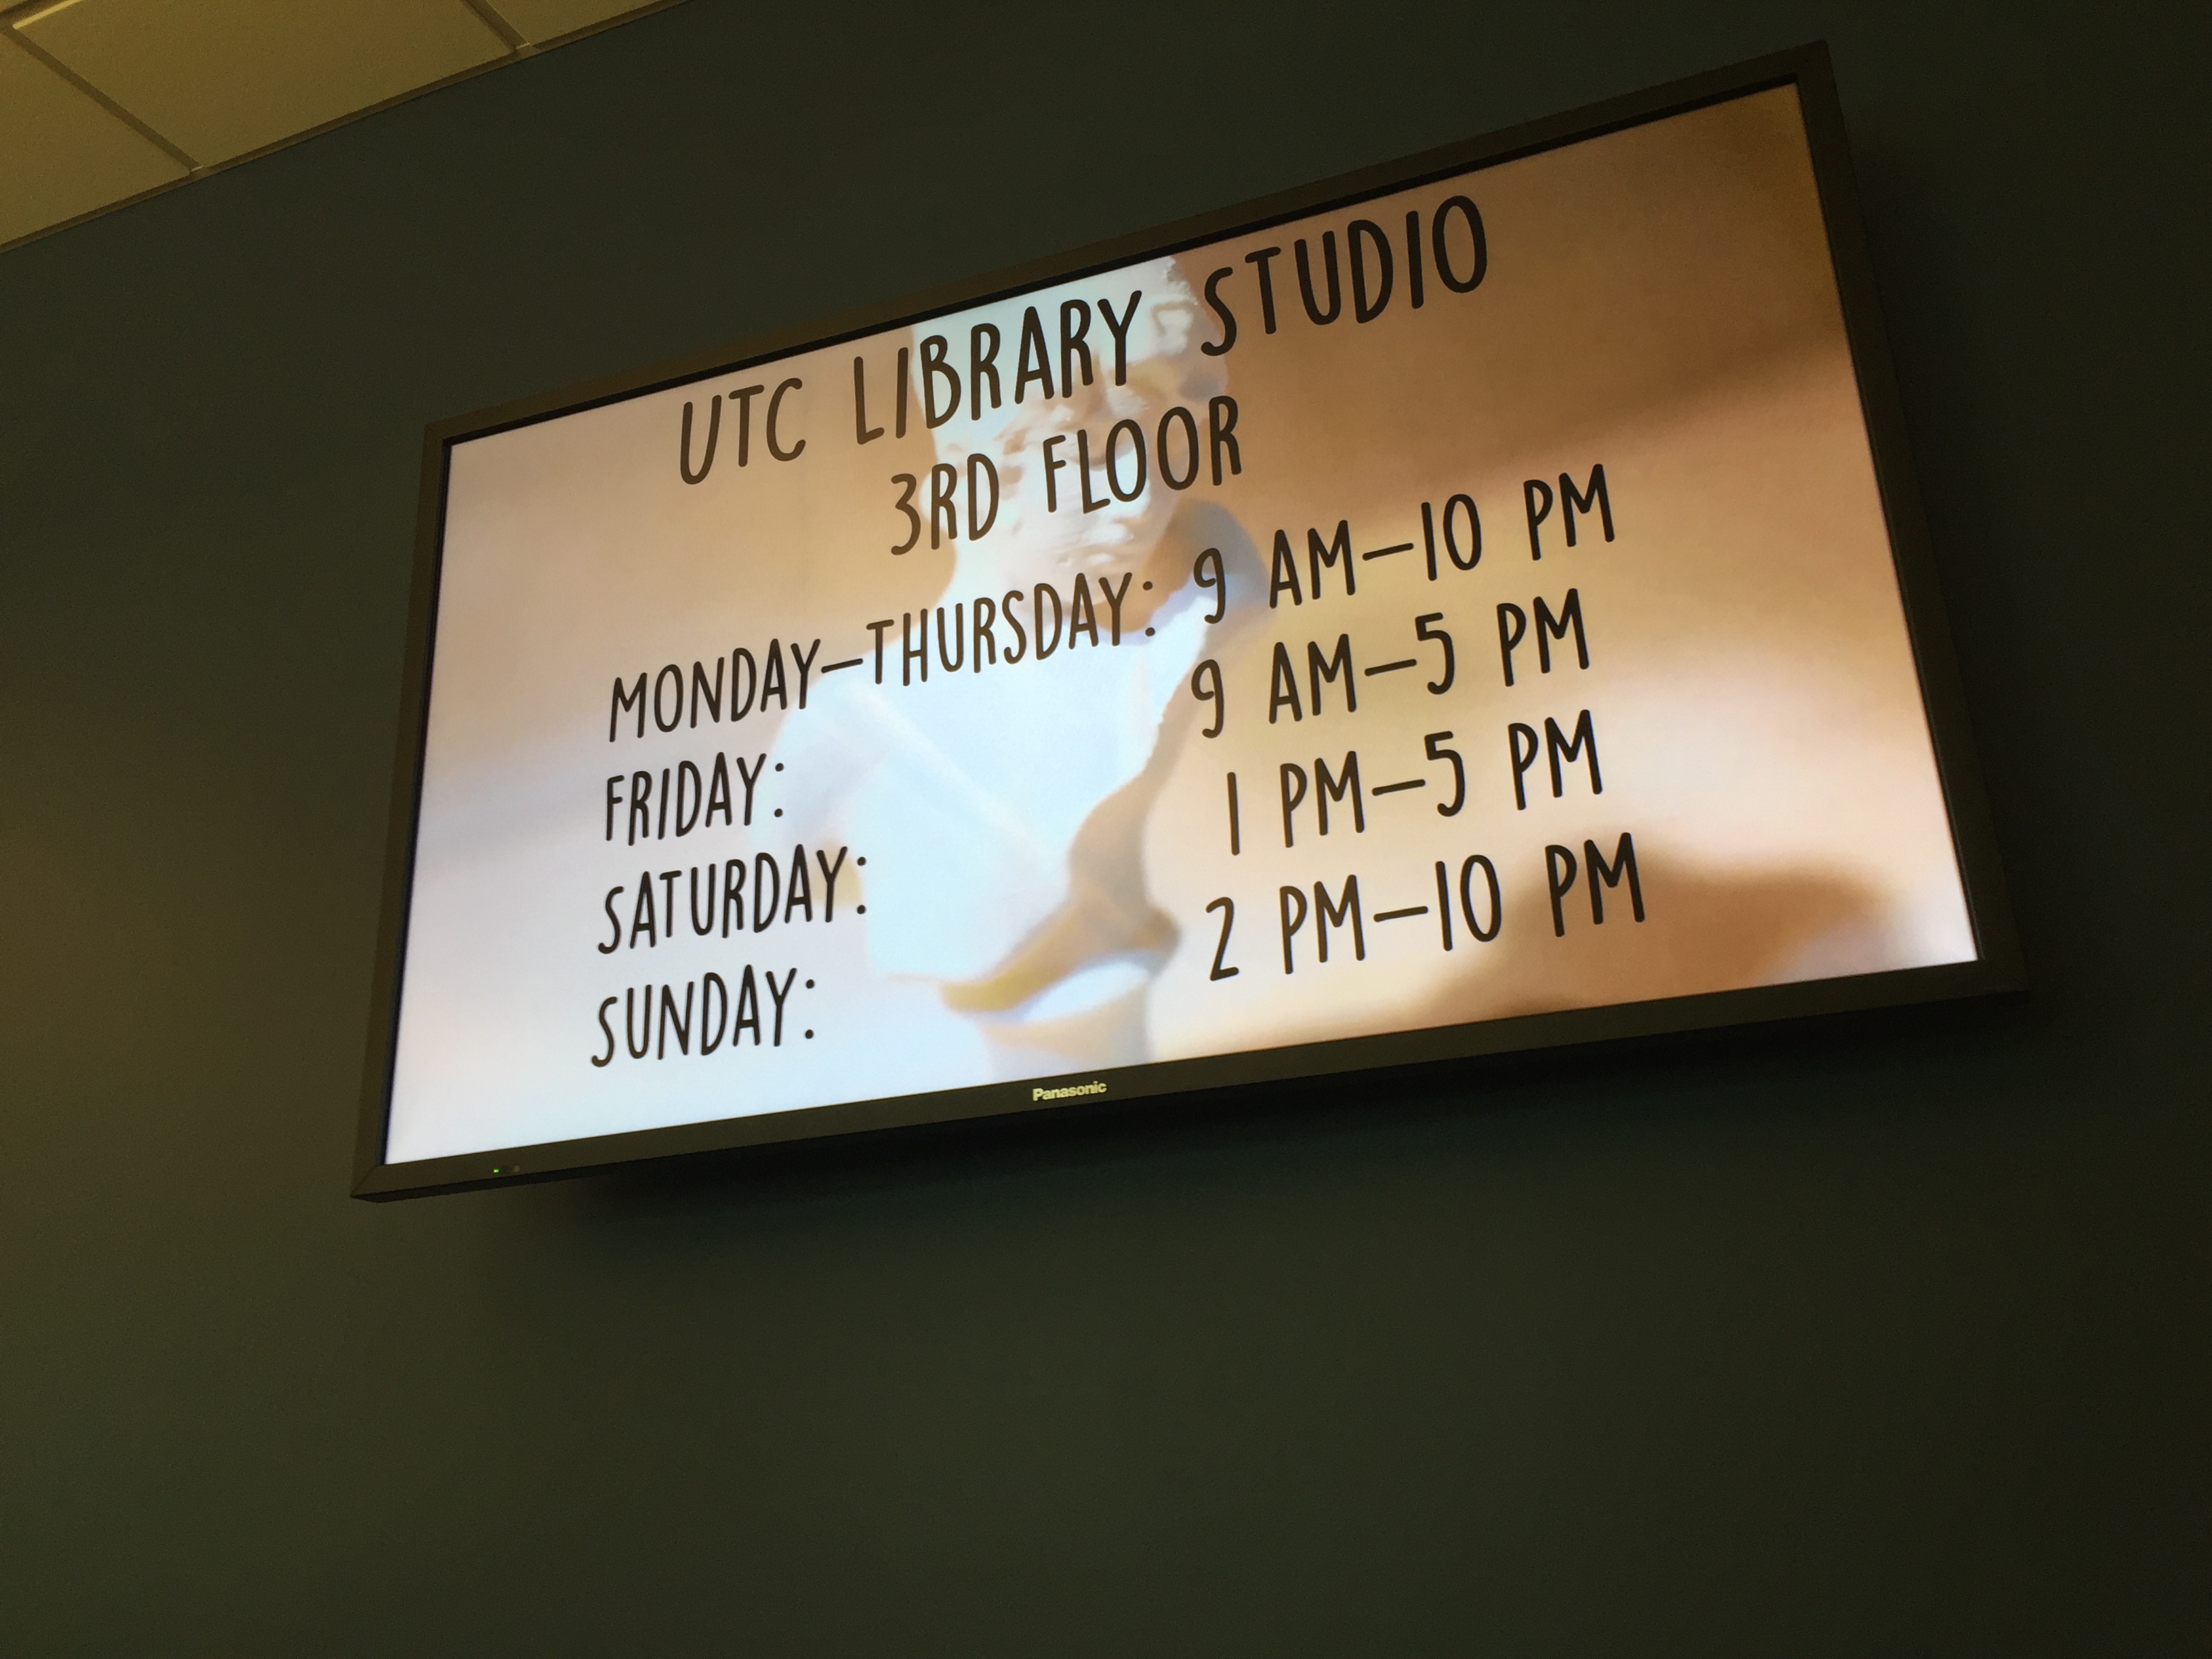 UTC LIBRARY STUDIO
3RD FLOOR
MONDAY–THURSDAY: 9 AM–10 PM
FRIDAY: 9 AM–5 PM
SATURDAY: 1 PM–5 PM
SUNDAY: 2 PM–10 PM
Panasonic